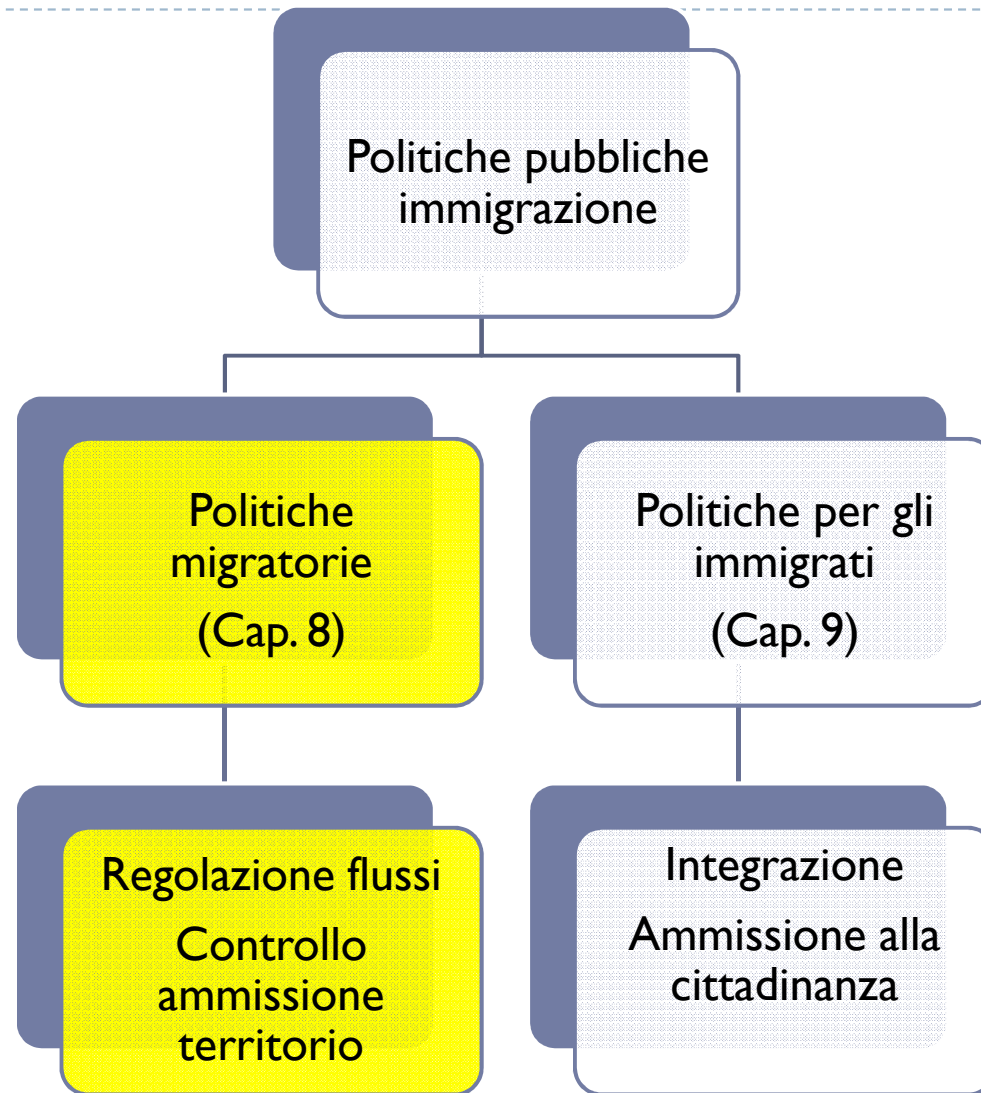 Politiche pubbliche
immigrazione
Politiche
migratorie
(Cap. 8)
Politiche per gli
immigrati
(Cap. 9)
Regolazione flussi
Controllo
ammissione
territorio
Integrazione
Ammissione alla
cittadinanza